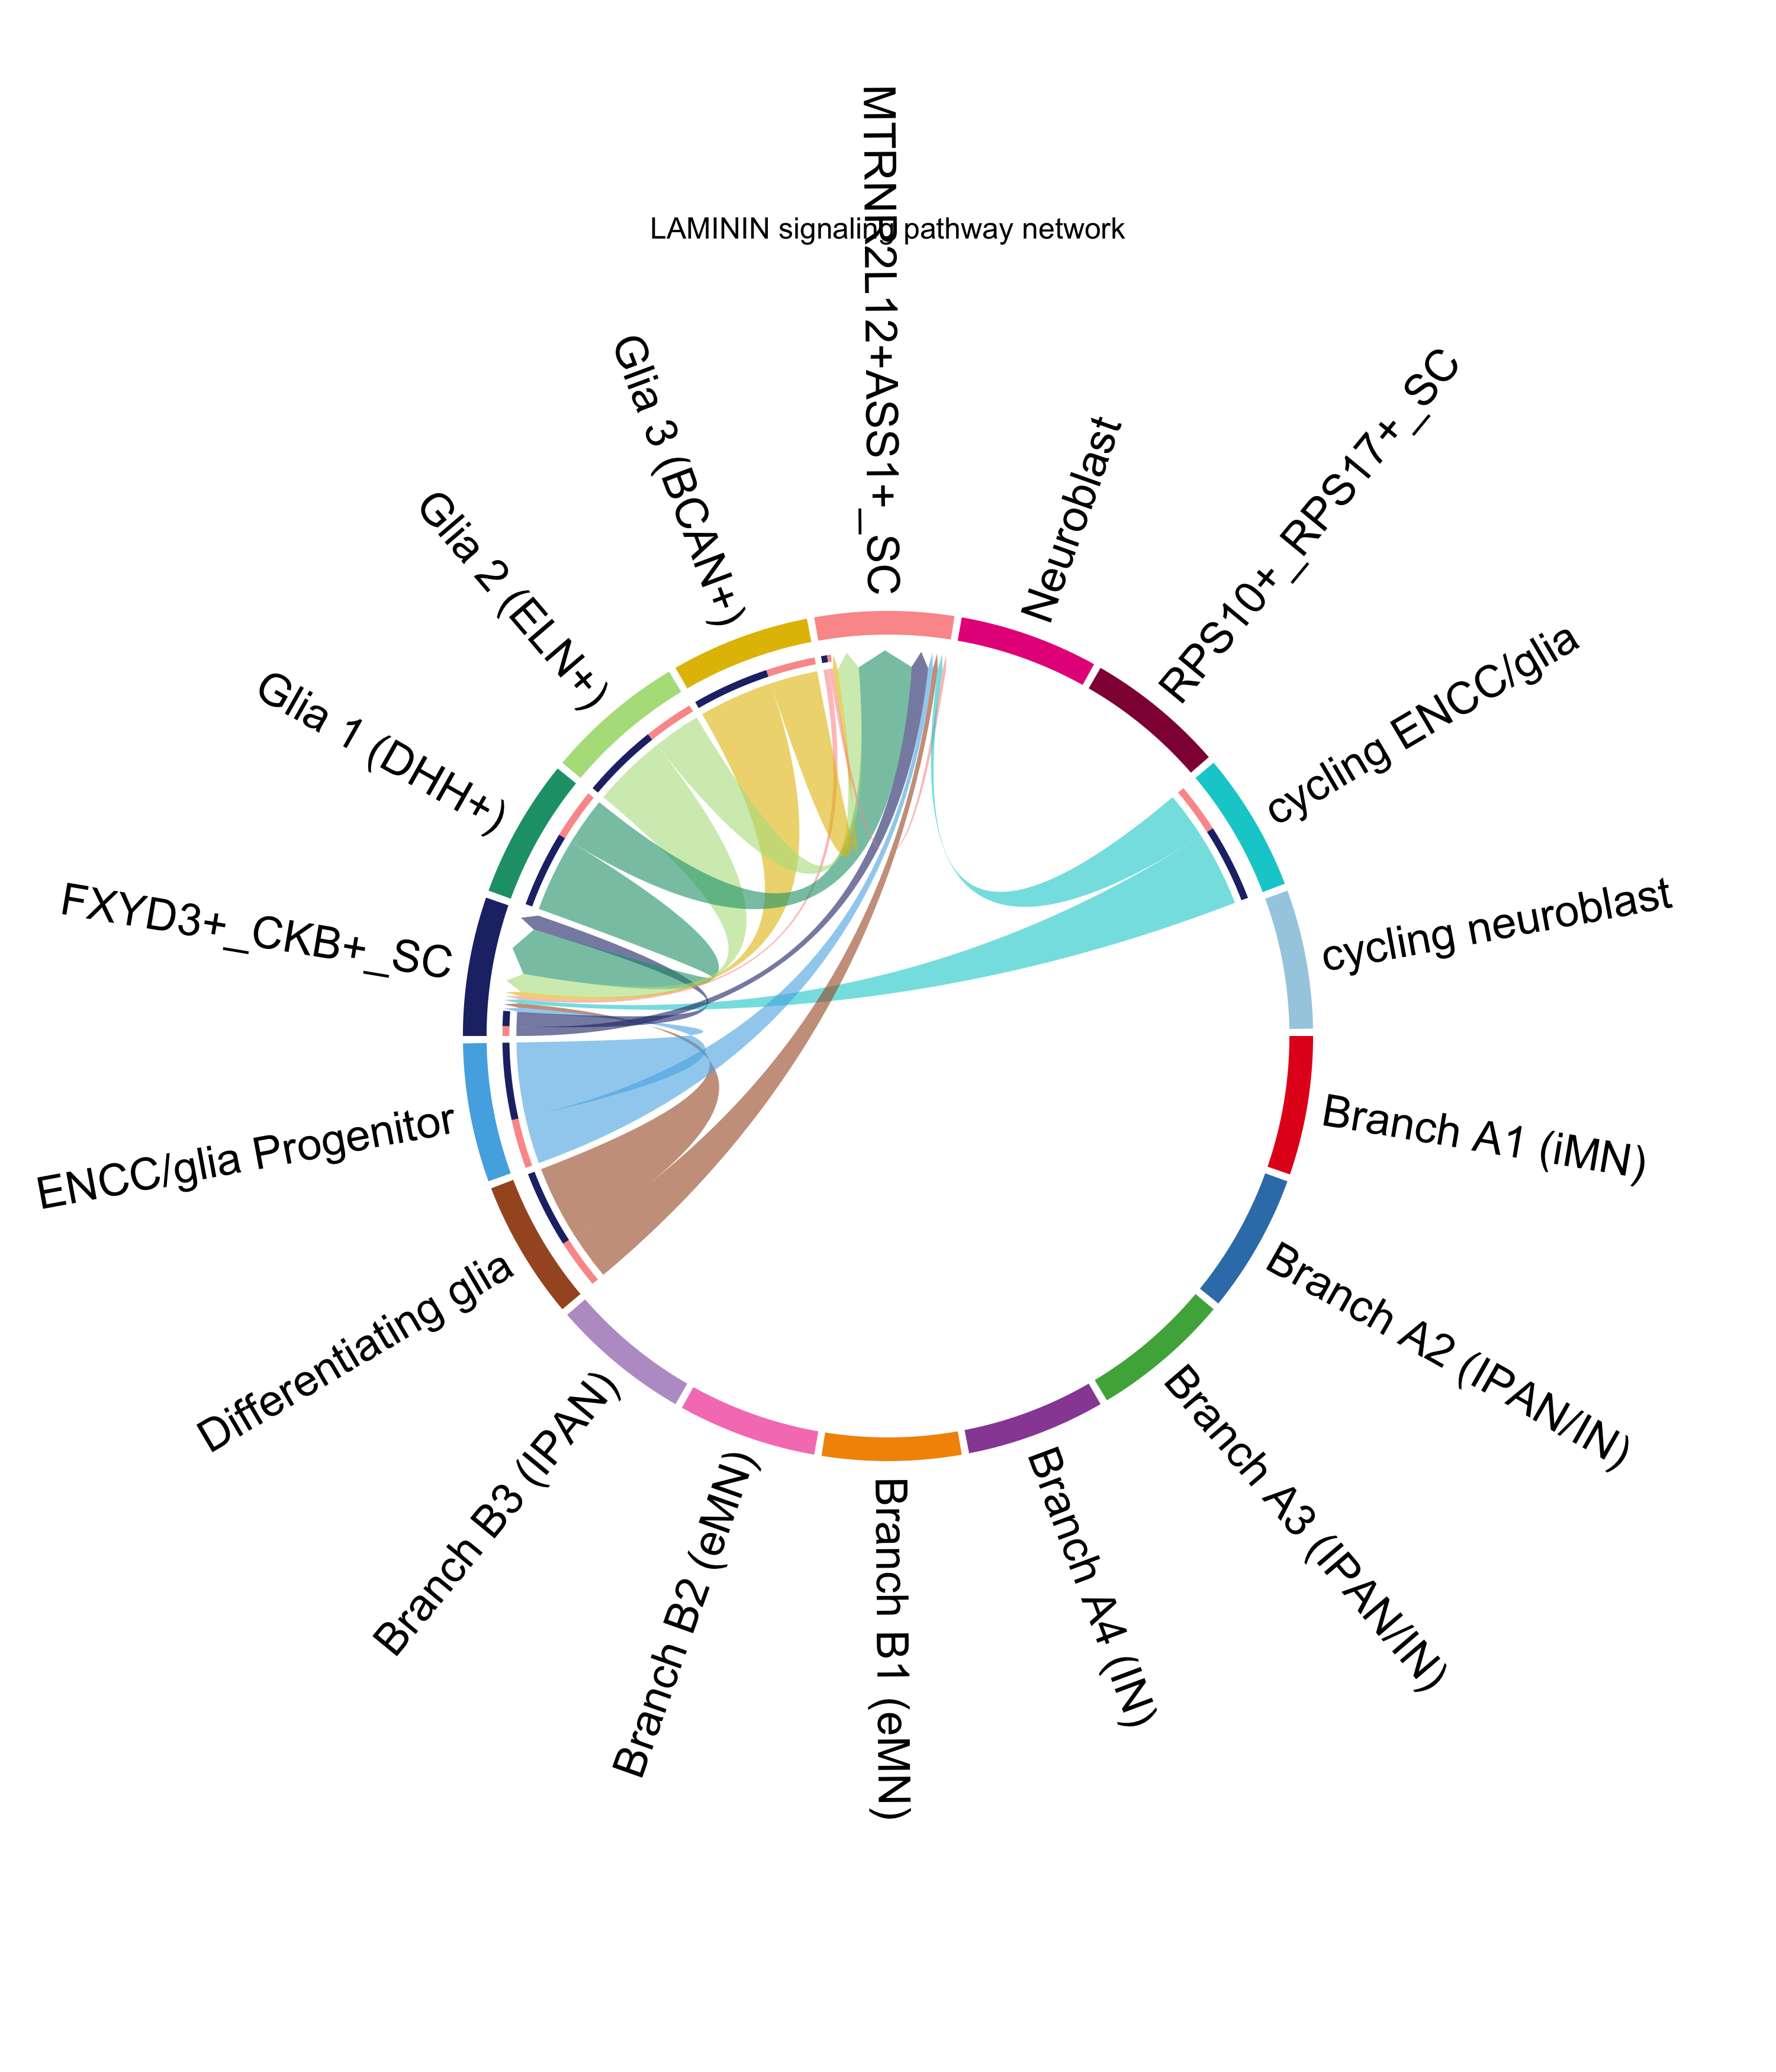 MTRNR2L12+ASS1+_SC
LAMININ signaling pathway network
Neuroblast
RPS10+_RPS17+_SC
cycling ENCC/glia
cycling neuroblast
Branch A1 (iMN)
Branch A2 (IPAN/IN)
Branch A3 (IPAN/IN)
Branch A4 (IN)
Branch B1 (eMN)
Branch B2 (eMN)
Branch B3 (IPAN)
Differentiating glia
ENCC/glia Progenitor
FXYD3+_CKB+_SC
Glia 1 (DHH+)
Glia 2 (ELN+)
Glia 3 (BCAN+)